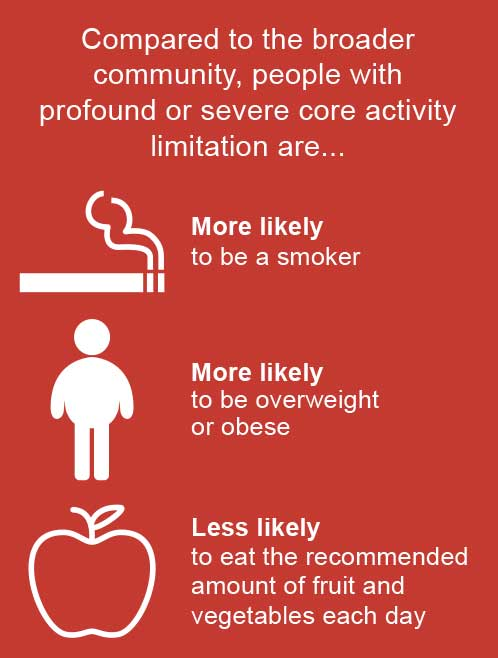 Compared to the broader
community, people with
profound or severe core activity
limitation are...
More likely
to be a smoker
More likely
to be overweight
or obese
Less likely
to eat the recommended
amount of fruit and
vegetables each day